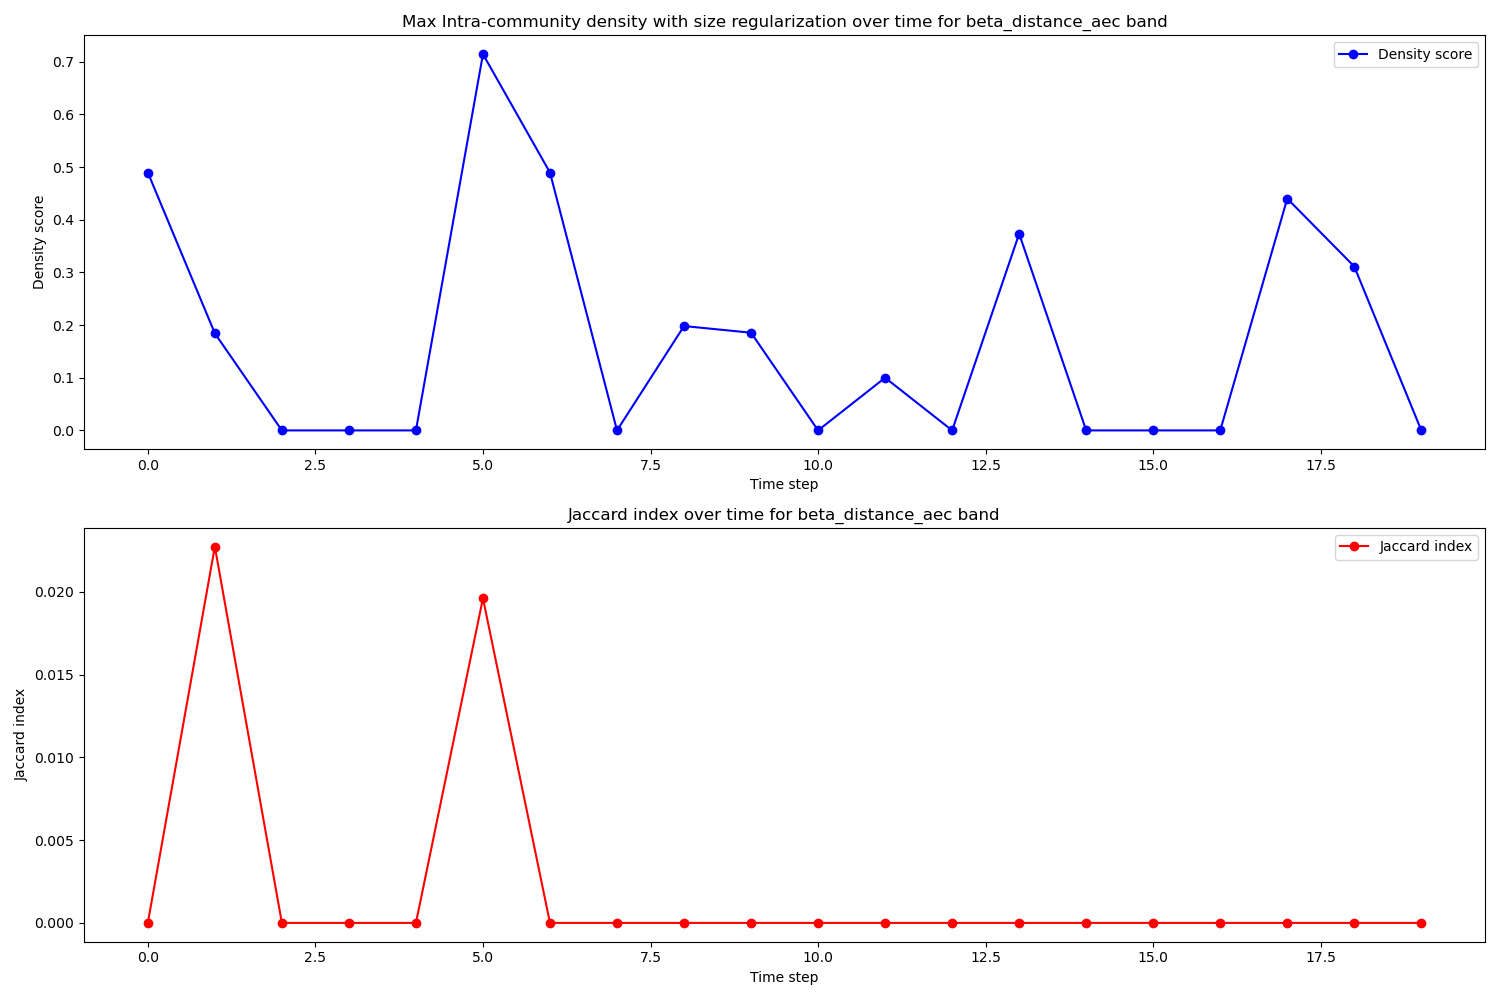 Max Intra-community density with size regularization over time for beta_distance_aec band
Density score
0.7
0.6
0.5
0.4
0.3
0.2
0.1
0.0
Density score
0.0 2.5 5.0 7.5 10.0 12.5 15.0 17.5
Time step
Jaccard index over time for beta_distance_aec band
Jaccard index
0.020
0.015
0.010
0.005
0.000
Jaccard index
0.0 2.5 5.0 7.5 10.0 12.5 15.0 17.5
Time step